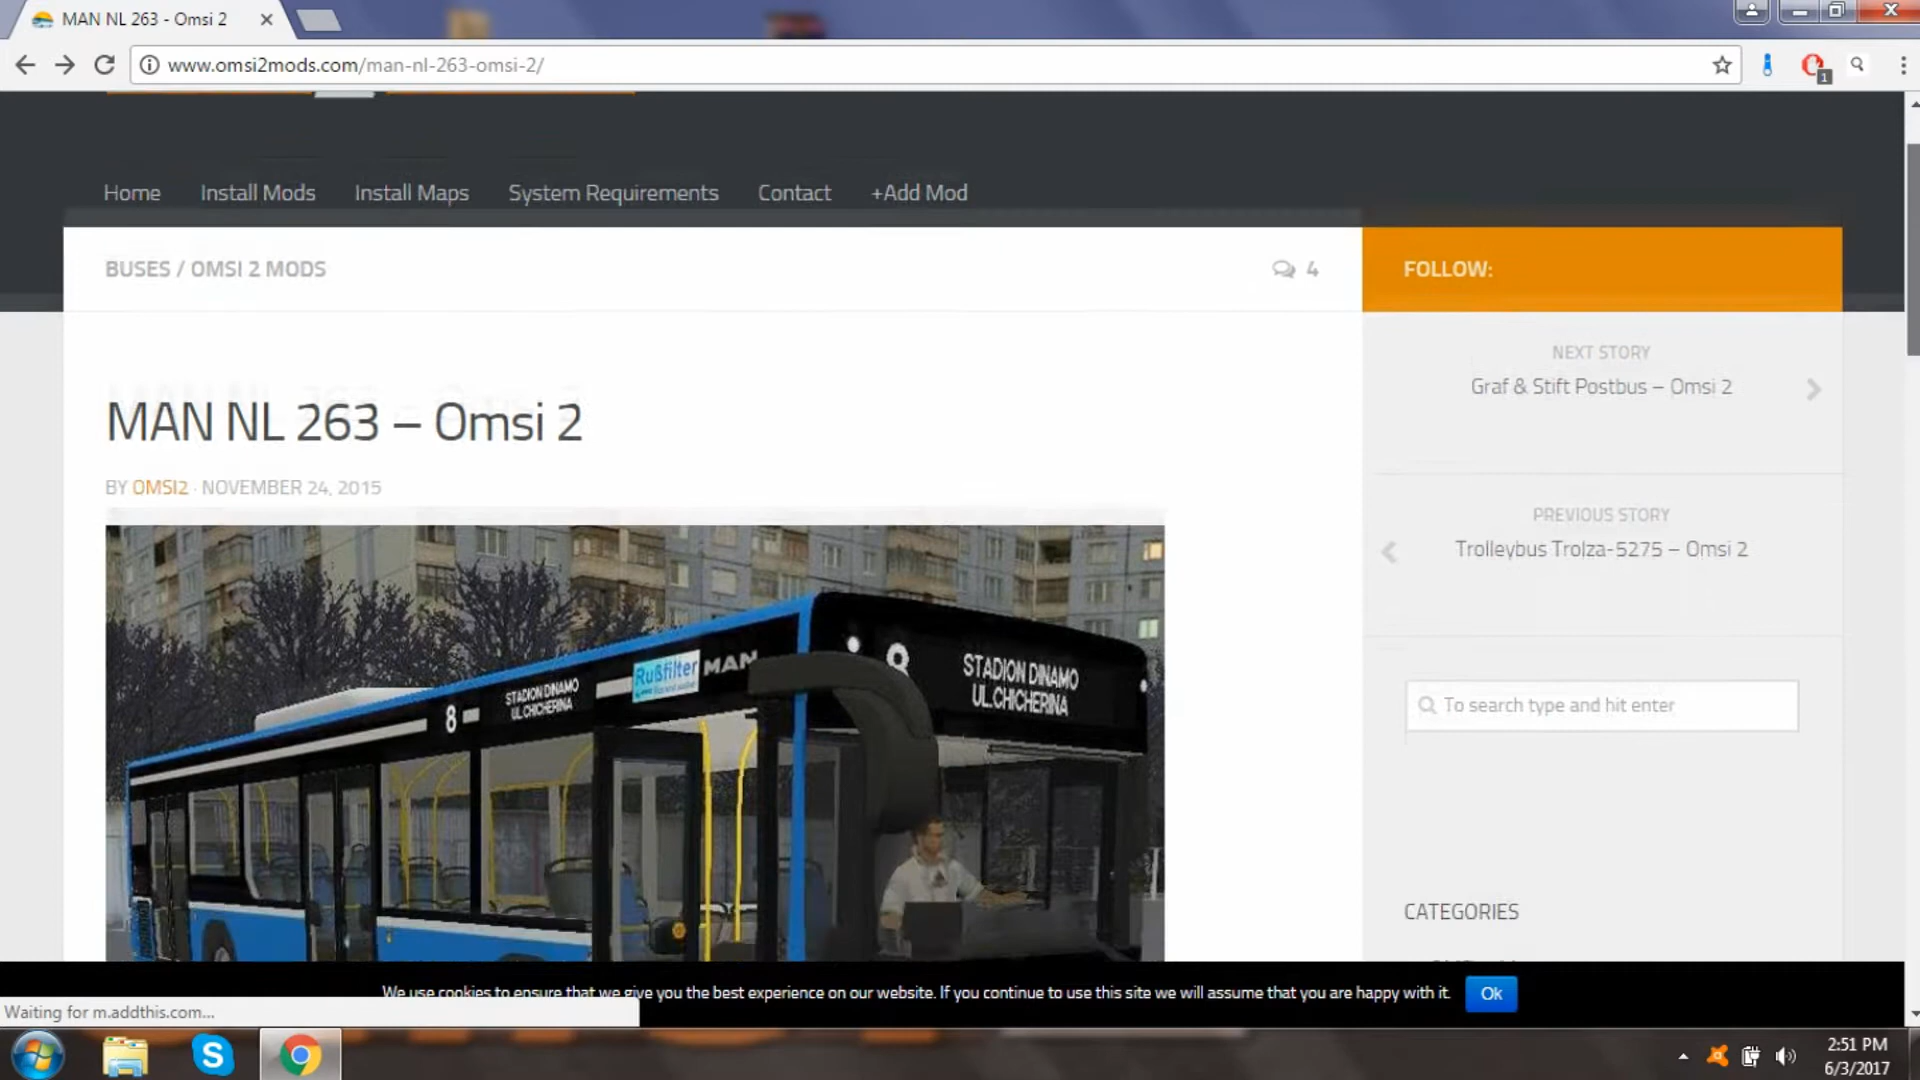 MAN NL 263 - Omsi 2
www.omsi2mods.com/man-nl-263-omsi-2/
1
Home Install Mods Install Maps System Requirements Contact +Add Mod
BUSES / OMSI 2 MODS
4
FOLLOW:
NEXT STORY
Graf & Stift Postbus – Omsi 2
MAN NL 263 – Omsi 2
BY OMSI2 · NOVEMBER 24, 2015
PREVIOUS STORY
Trolleybus Trolza-5275 – Omsi 2
To search type and hit enter
Rußfilter
MAN
8
STADION DINAMO
UL.CHICHERINA
8
STADION DINAMO
UL.CHICHERINA
CATEGORIES
We use cookies to ensure that we give you the best experience on our website. If you continue to use this site we will assume that you are happy with it.
Ok
Waiting for m.addthis.com...
2:51 PM
6/3/2017